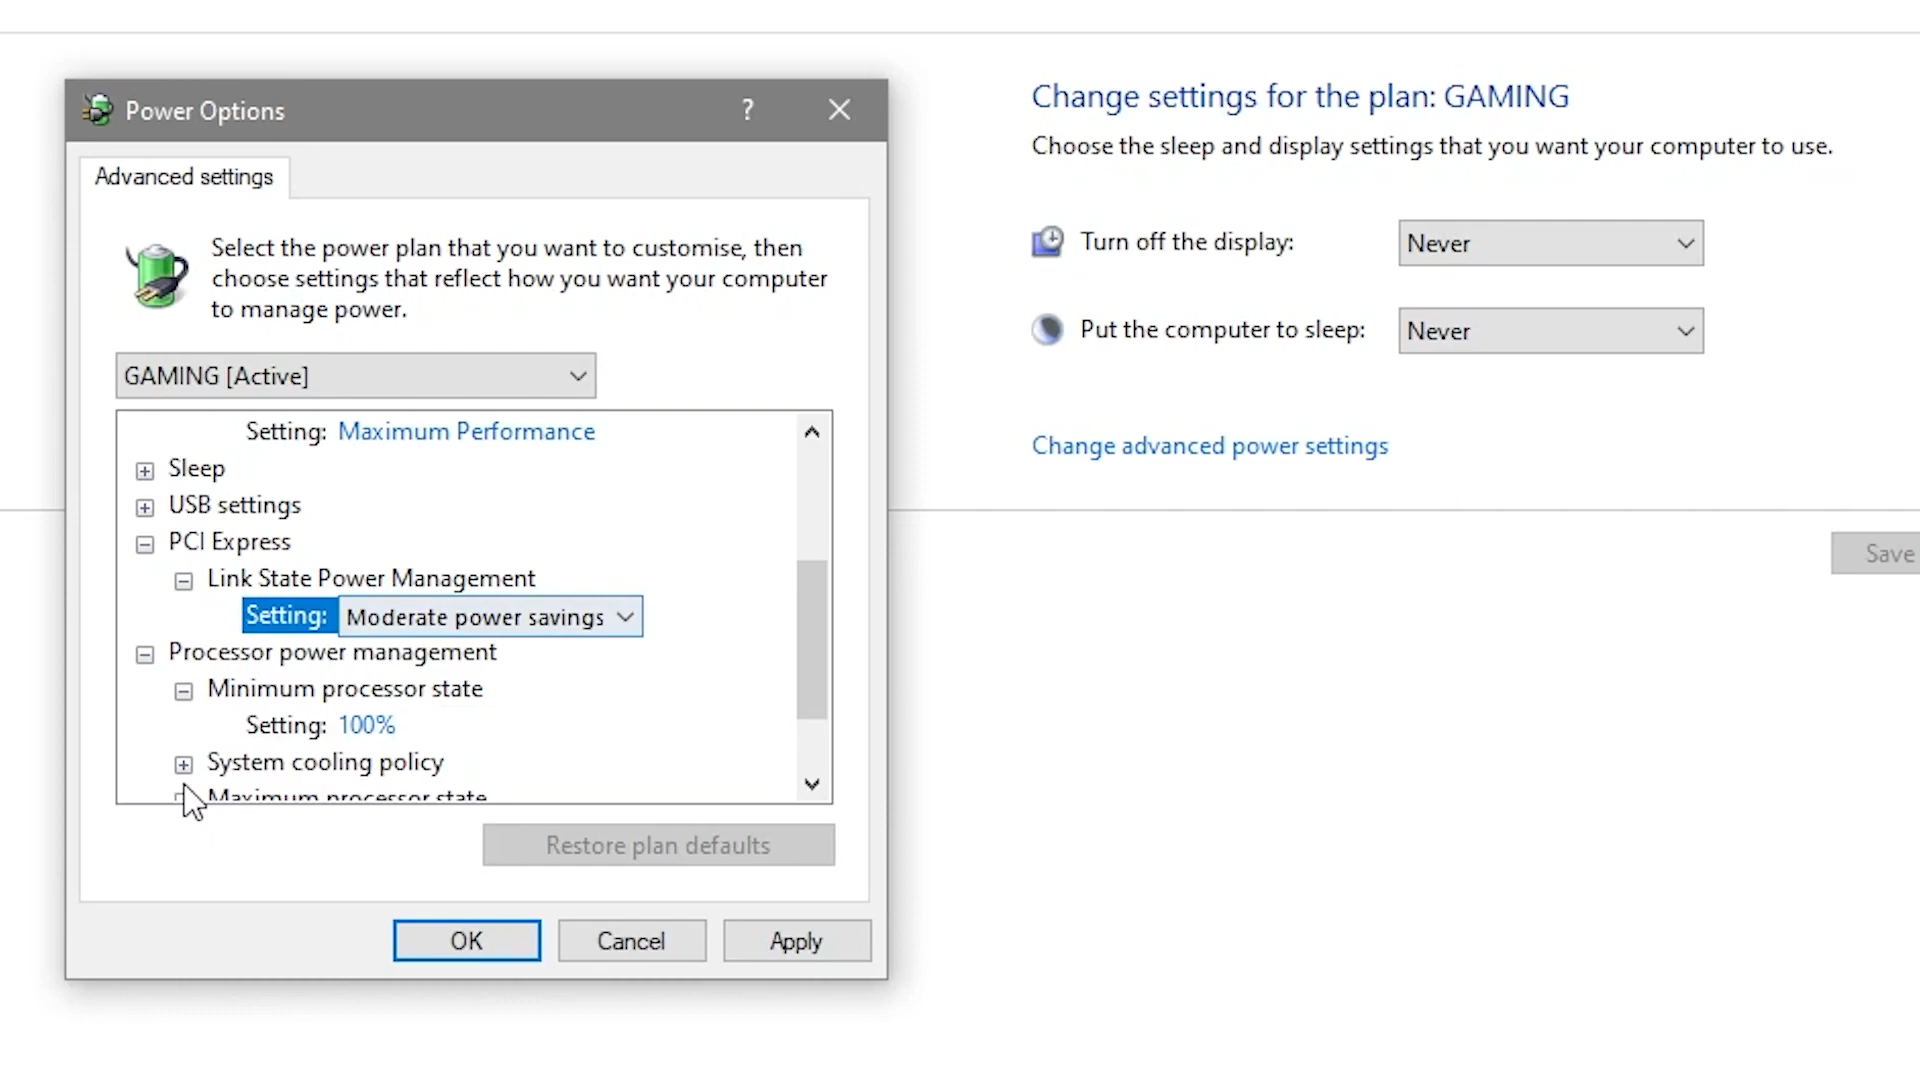 Power Options
?
Advanced settings
Select the power plan that you want to customise, then
choose settings that reflect how you want your computer
to manage power.
GAMING [Active]
Setting: Maximum Performance
Sleep
USB settings
PCI Express
Link State Power Management
Setting: Moderate power savings
Processor power management
Minimum processor state
Setting: 100%
System cooling policy
Maximum processor state
Restore plan defaults
OK
Cancel
Apply
Change settings for the plan: GAMING
Choose the sleep and display settings that you want your computer to use.
Turn off the display:
Never
Put the computer to sleep:
Never
Change advanced power settings
Save